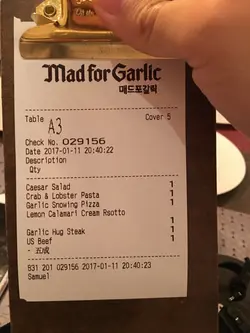 Mad for Garlic
매드포갈릭
Table A3 Cover 5
Check No. 029156
Date 2017-01-11 20:40:22
Description
Qty
Caesar Salad 1
Crab & Lobster Pasta 1
Garlic Snowing Pizza 1
Lemon Calamari Cream Rsotto
1
Garlic Hug Steak 1
US Beef 1
- 五成
B31 201 029156 2017-01-11 20:40:23
Samuel